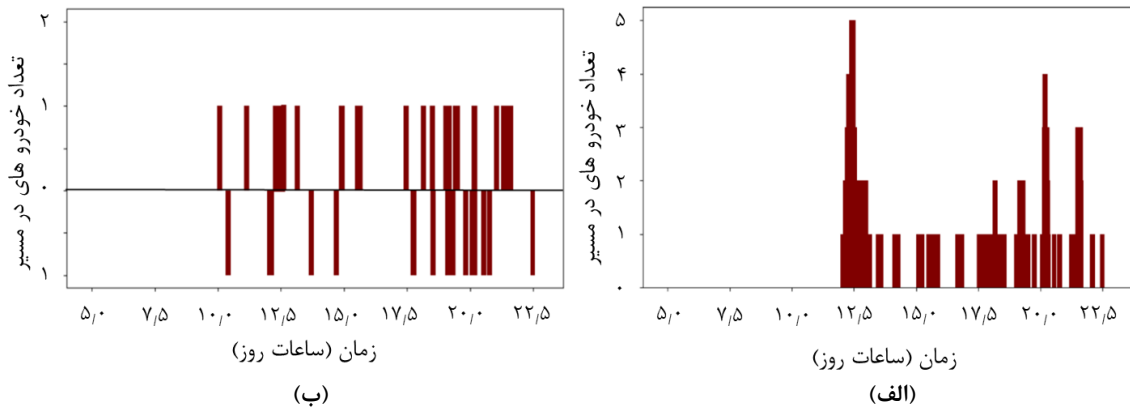 تعداد خودرو های در مسیر
۵
۴
۳
۲
۱
۰
۵٫۰ ۷٫۵ ۱۰٫۰ ۱۲٫۵ ۱۵٫۰ ۱۷٫۵ ۲۰٫۰ ۲۲٫۵
زمان (ساعات روز)
(الف)
تعداد خودرو های در مسیر
۲
۱
۰
۱
۵٫۰ ۷٫۵ ۱۰٫۰ ۱۲٫۵ ۱۵٫۰ ۱۷٫۵ ۲۰٫۰ ۲۲٫۵
زمان (ساعات روز)
(ب)